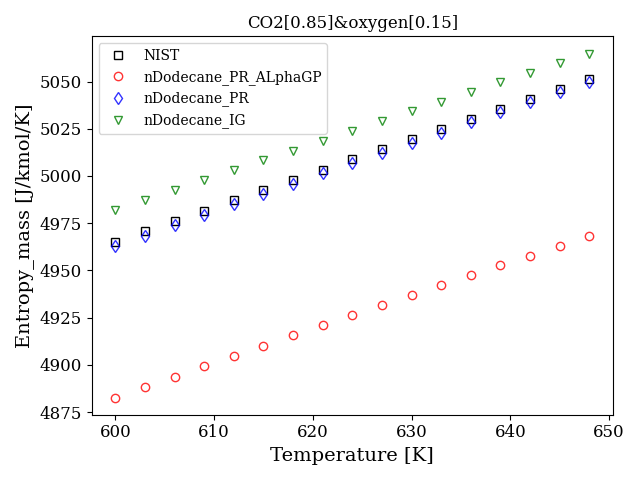 CO2[0.85]&oxygen[0.15]
NIST
nDodecane_PR_ALphaGP
nDodecane_PR
nDodecane_IG
Entropy_mass [J/kmol/K]
5050
5025
5000
4975
4950
4925
4900
4875
600 610 620 630 640 650
Temperature [K]